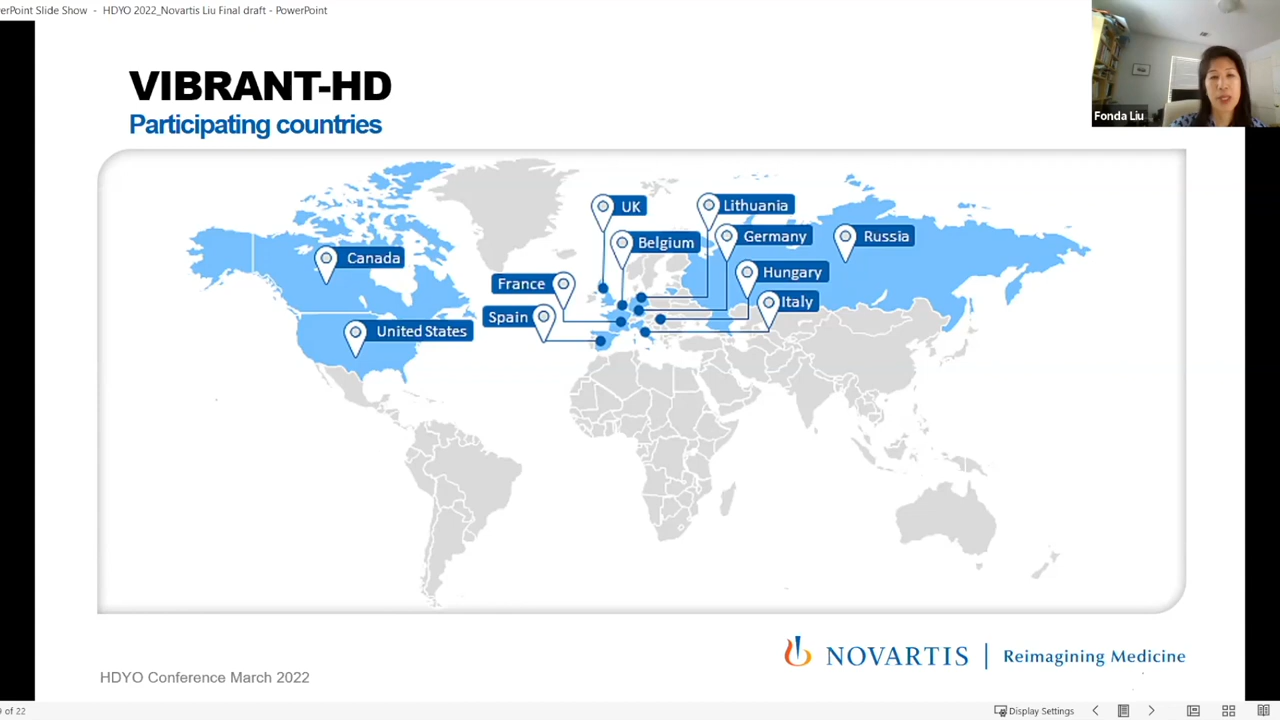 PowerPoint Slide Show - HDYO 2022_Novartis Liu Final draft - PowerPoint
VIBRANT-HD
Participating countries
Fonda Liu
UK
Lithuania
Belgium
Germany
Russia
Canada
France
Hungary
Spain
Italy
United States
NOVARTIS | Reimagining Medicine
HDYO Conference March 2022
of 22
Display Settings